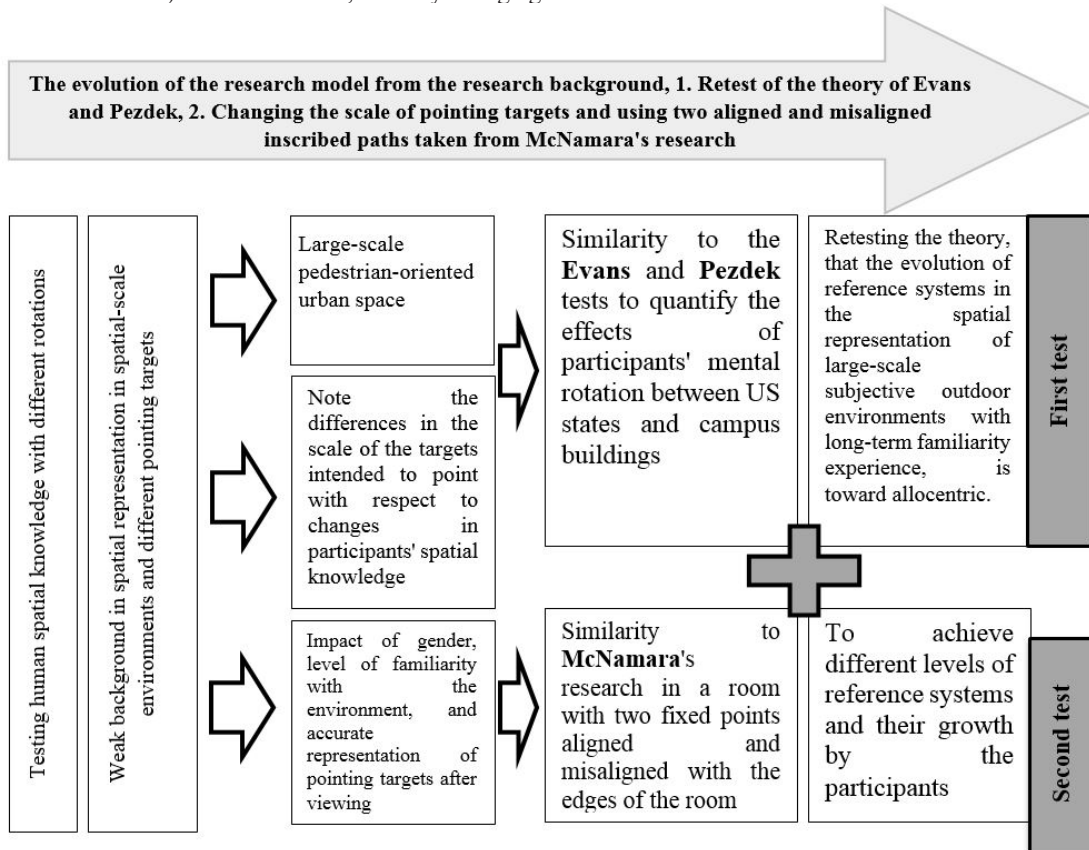 The evolution of the research model from the research background, 1. Retest of the theory of Evans
and Pezdek, 2. Changing the scale of pointing targets and using two aligned and misaligned
inscribed paths taken from McNamara's research
Testing human spatial knowledge with different rotations
Weak background in spatial representation in spatial-scale
environments and different pointing targets
Large-scale
pedestrian-oriented
urban space
Note the
differences in the
scale of the targets
intended to point
with respect to
changes in
participants' spatial
knowledge
Impact of gender,
level of familiarity
with the
environment, and
accurate
representation of
pointing targets after
viewing
Similarity to the
Evans and Pezdek
tests to quantify the
effects of
participants' mental
rotation between US
states and campus
buildings
Similarity to
McNamara's
research in a room
with two fixed points
aligned and
misaligned with the
edges of the room
Retesting the theory,
that the evolution of
reference systems in
the spatial
representation of
large-scale
subjective outdoor
environments with
long-term familiarity
experience, is
toward allocentric.
To achieve
different levels of
reference systems
and their growth
by the
participants
First test
Second test